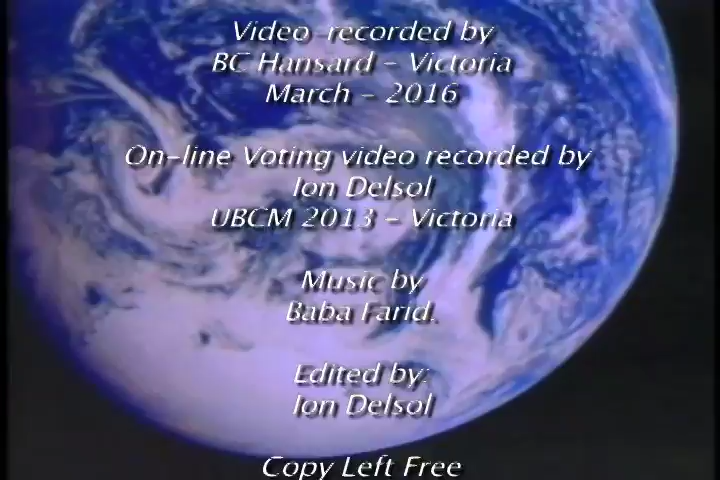 Video recorded by
BC Hansard - Victoria
March - 2016
On-line Voting video recorded by
Ion Delsol
UBCM 2013 - Victoria
Music by
Baba Farid.
Edited by:
Ion Delsol
Copy Left Free